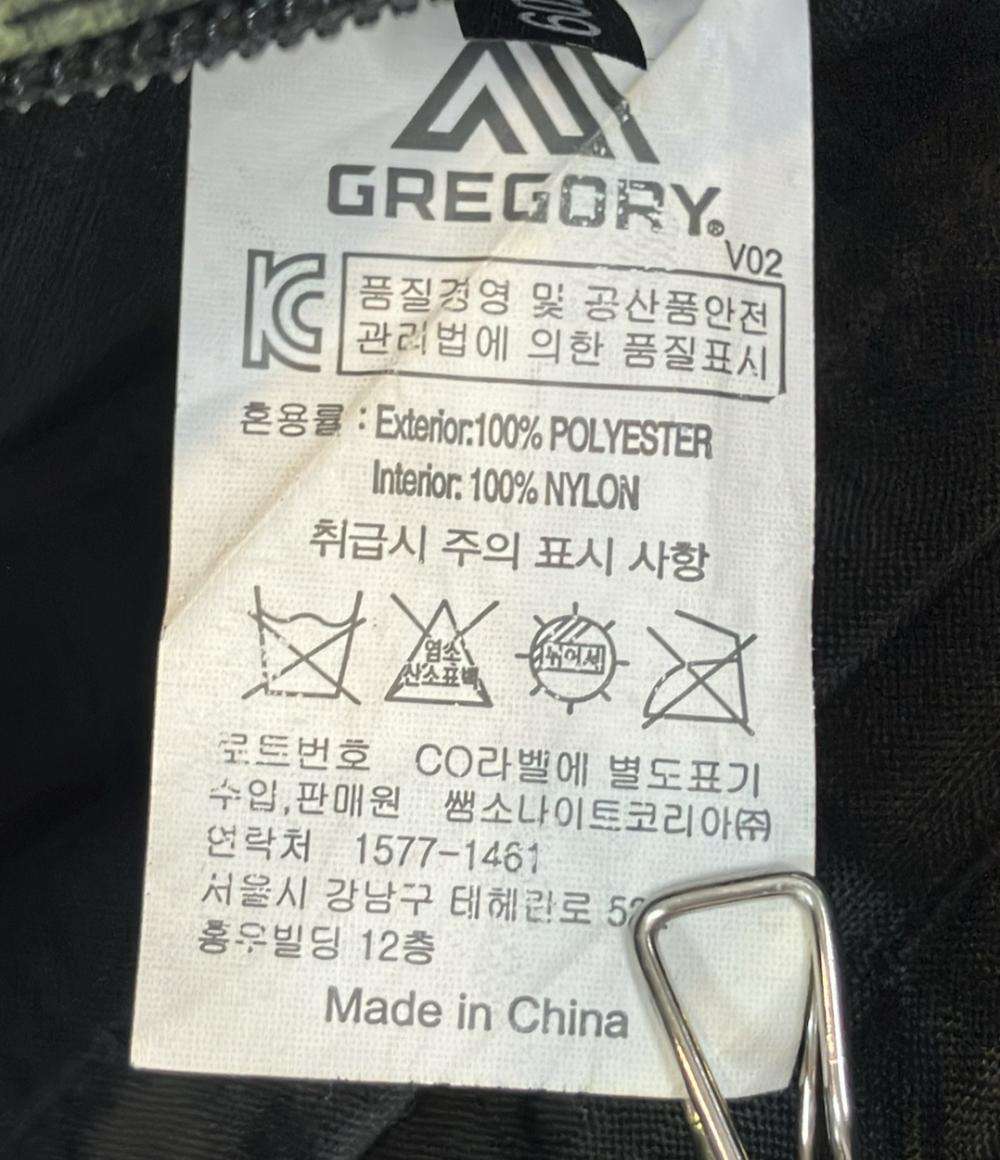 GREGORY®
V02
품질경영 및 공산품안전
관리법에 의한 품질표시
혼용률 : Exterior:100% POLYESTER
Interior: 100% NYLON
취급시 주의 표시 사항
염소
산소표백
뉘어서
로트번호 CO라벨에 별도표기
수입,판매원 쌤소나이트코리아㈜
연락처 1577-1461
서울시 강남구 테헤란로
홍우빌딩 12층
Made in China